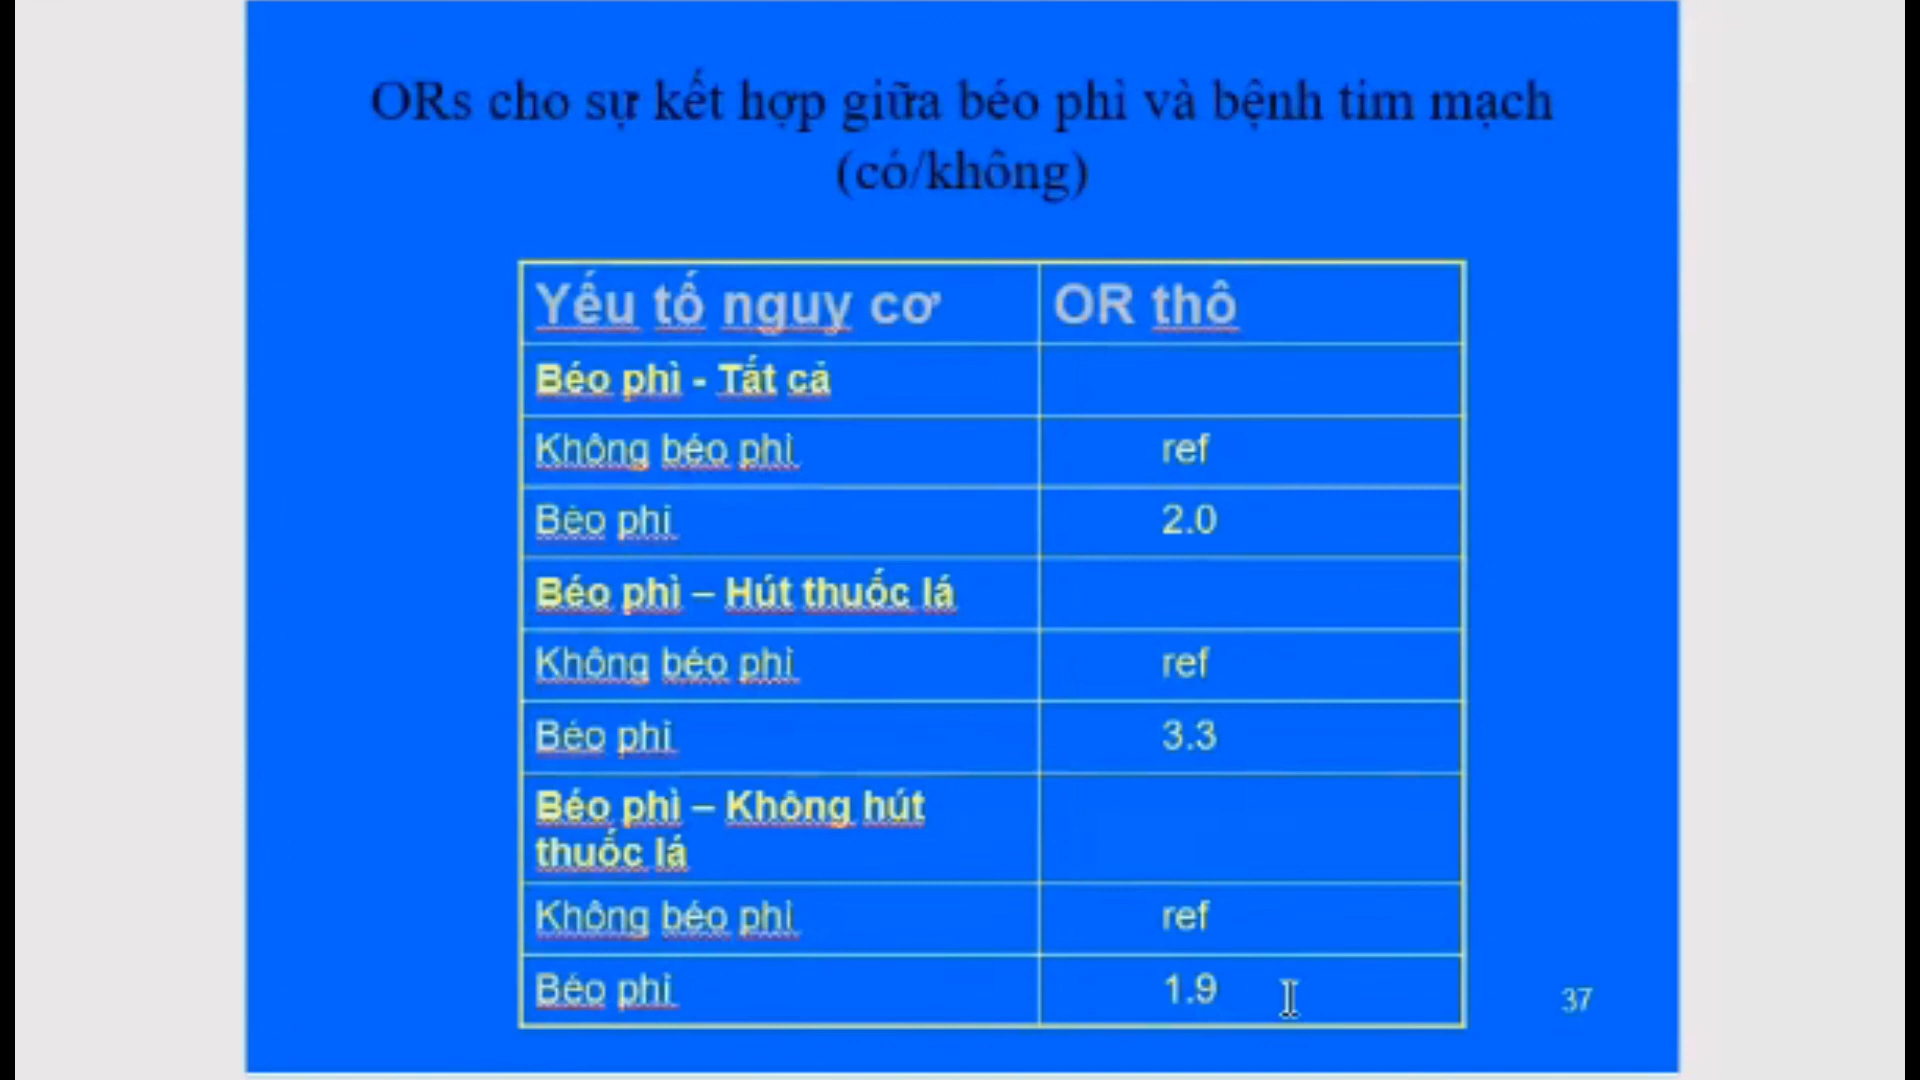 ORs cho sự kết hợp giữa béo phì và bệnh tim mạch
(có/không)
Yếu tố nguy cơ OR thô
Béo phì - Tất cả
Không béo phì ref
Béo phì 2.0
Béo phì – Hút thuốc lá
Không béo phì ref
Béo phì 3.3
Béo phì – Không hút
thuốc lá
Không béo phì ref
Béo phì 1.9
37